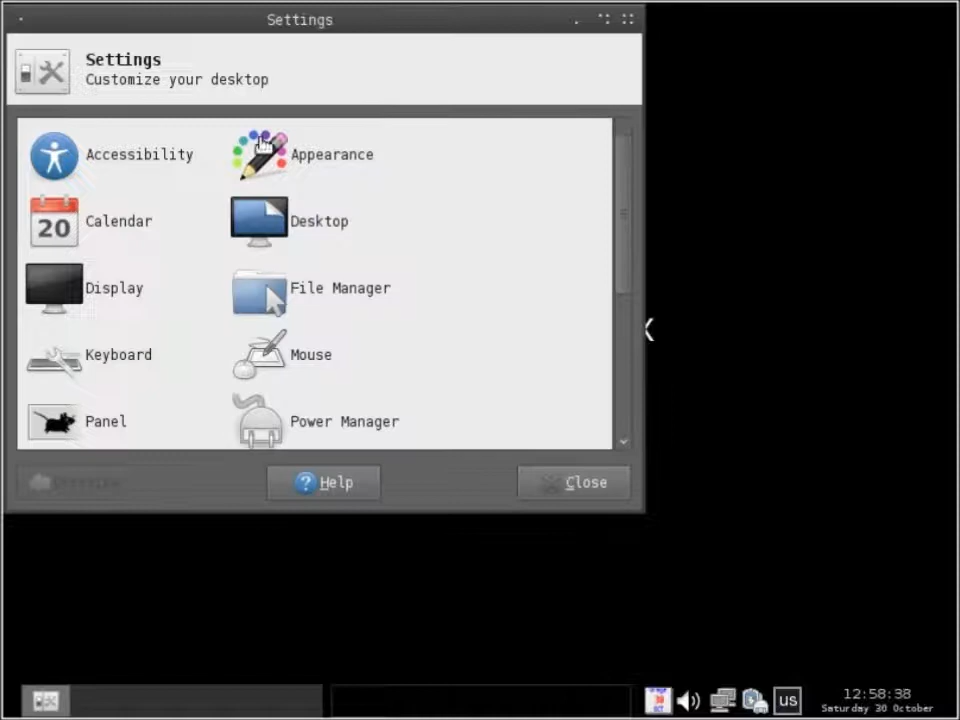 Settings
Settings
Customize your desktop
Accessibility
Appearance
20
Calendar
Desktop
Display
File Manager
Keyboard
Mouse
Panel
Power Manager
? Help
Close
US
12:58:38
Saturday 30 October